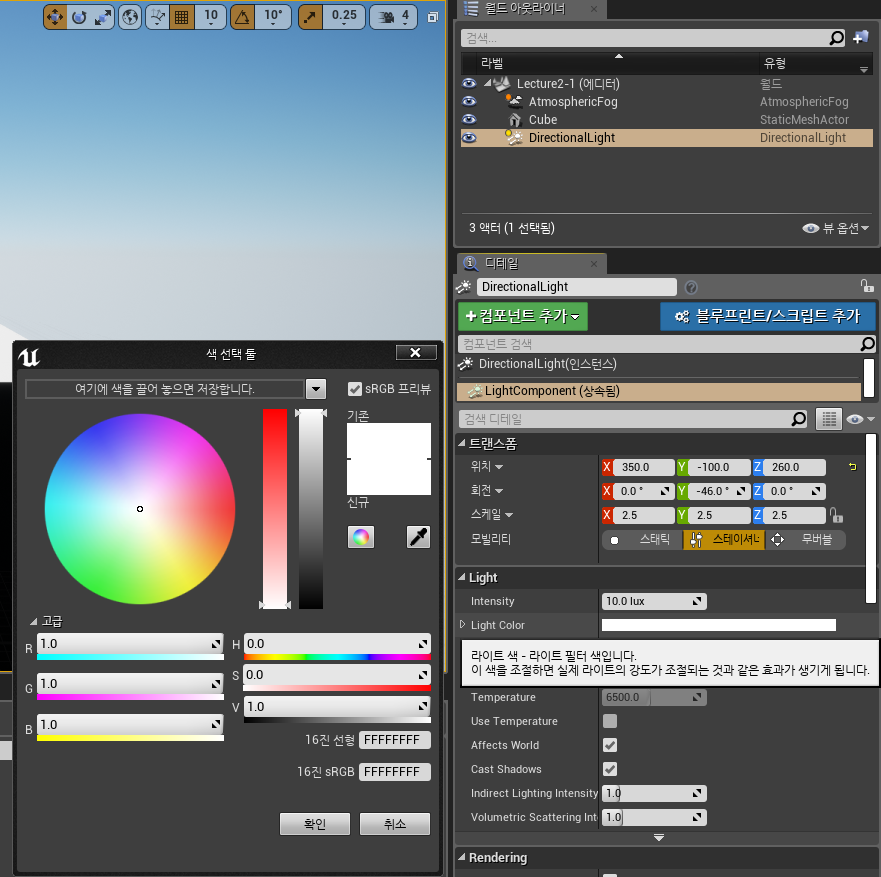 10
10°
0.25
4
월드 아웃라이너
검색...
라벨
유형
Lecture2-1 (에디터)
월드
AtmosphericFog
AtmosphericFog
Cube
StaticMeshActor
DirectionalLight
DirectionalLight
3 액터 (1 선택됨)
뷰 옵션
디테일
DirectionalLight
컴포넌트 추가
블루프린트/스크립트 추가
컴포넌트 검색
DirectionalLight(인스턴스)
LightComponent (상속됨)
검색 디테일
트랜스폼
위치
X 350.0 Y -100.0 Z 260.0
회전
X 0.0 ° Y -46.0 ° Z 0.0 °
스케일
X 2.5 Y 2.5 Z 2.5
모빌리티
스태틱
스테이셔너
무버블
Light
Intensity
10.0 lux
Light Color
라이트 색 - 라이트 필터 색입니다.
이 색을 조절하면 실제 라이트의 강도가 조절되는 것과 같은 효과가 생기게 됩니다.
Temperature
6500.0
Use Temperature
Affects World
Cast Shadows
Indirect Lighting Intensity
1.0
Volumetric Scattering Int
1.0
Rendering
색 선택 툴
여기에 색을 끌어 놓으면 저장합니다.
sRGB 프리뷰
기존
신규
고급
R 1.0
G 1.0
B 1.0
H 0.0
S 0.0
V 1.0
16진 선형 FFFFFFFF
16진 sRGB FFFFFFFF
확인
취소